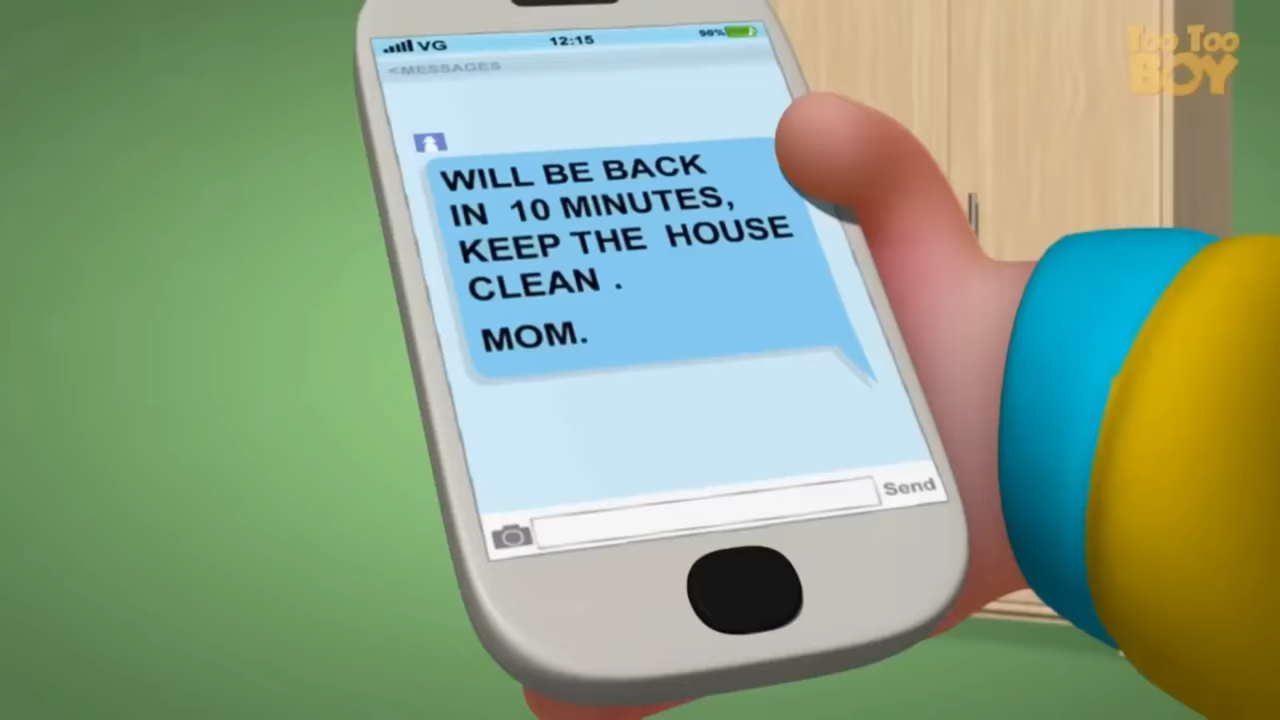 VG 12:15 98%
<MESSAGES
WILL BE BACK
IN 10 MINUTES,
KEEP THE HOUSE
CLEAN .
MOM.
Send
Too Too
BOY